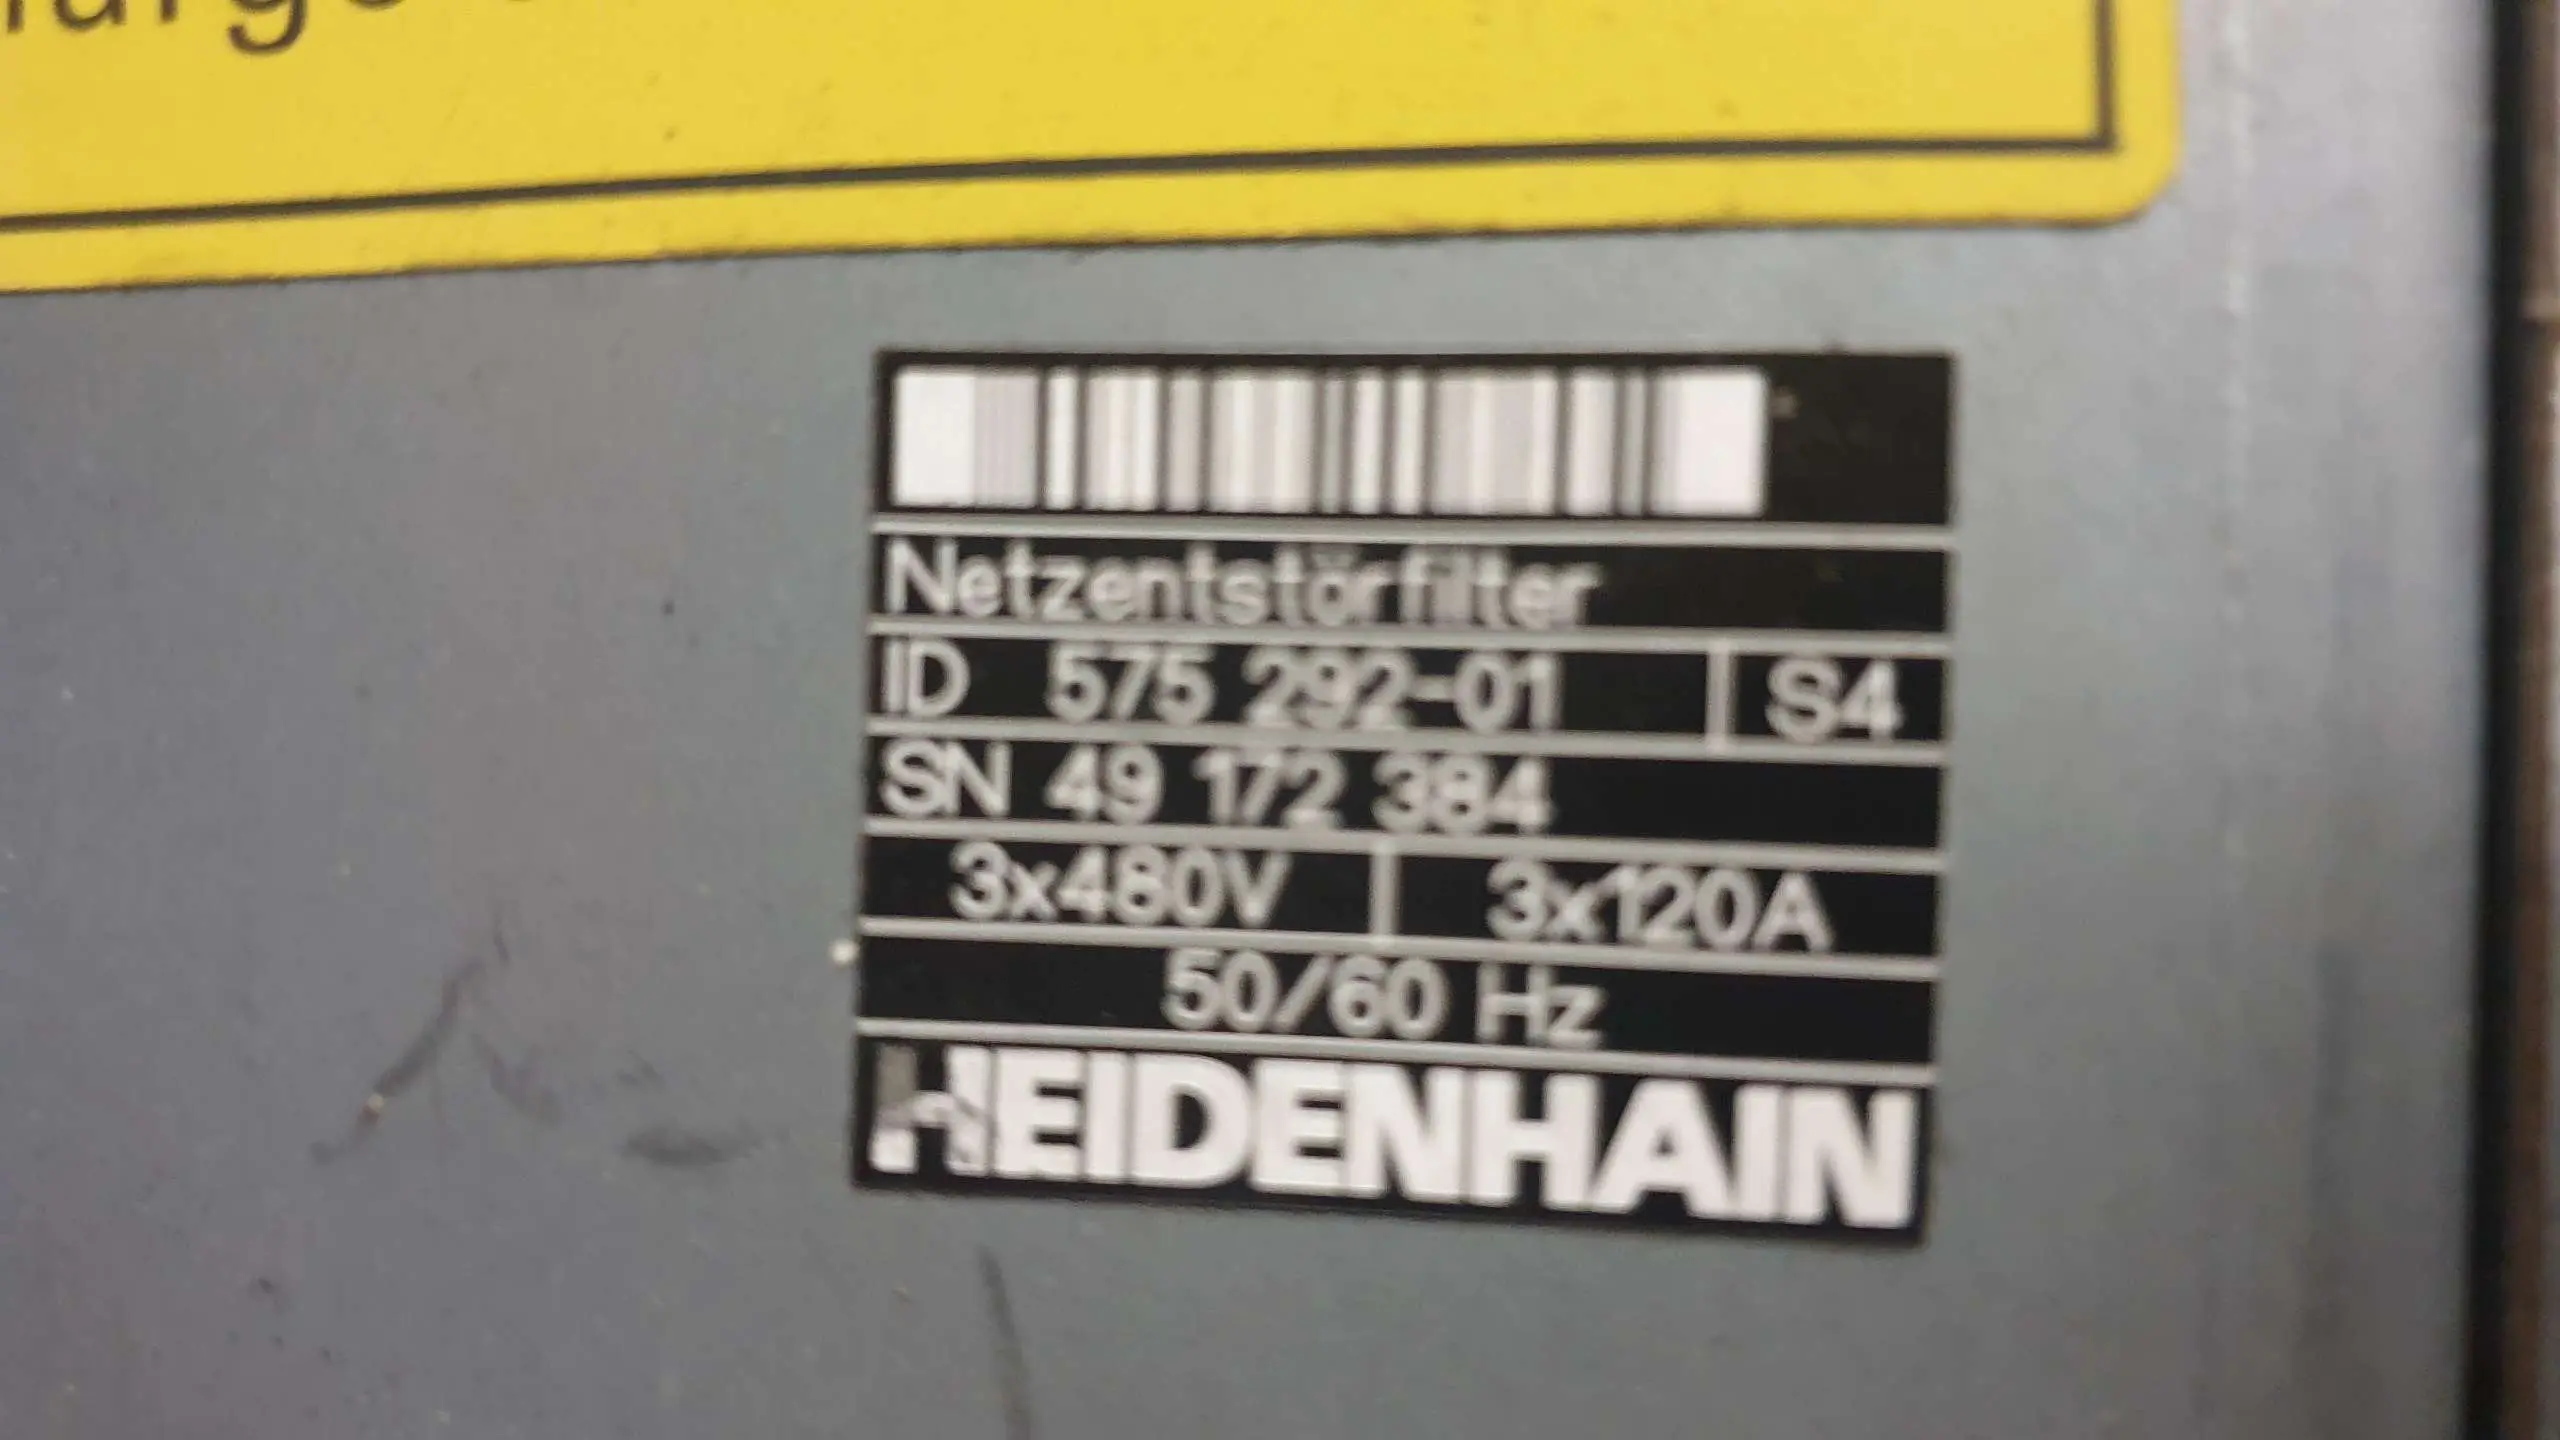 Netzentstörfilter
ID 575 292-01 S4
SN 49 172 384
3x480V 3x120A
50/60 Hz
HEIDENHAIN